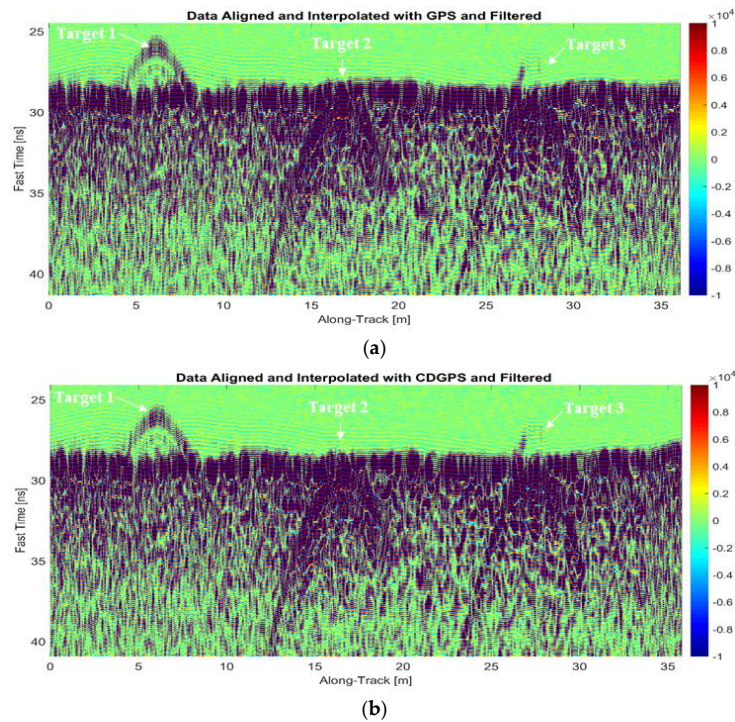 Data Aligned and Interpolated with GPS and Filtered
×10⁴
25
30
35
40
Fast Time [ns]
Target 1
Target 2
Target 3
1
0.8
0.6
0.4
0.2
0
-0.2
-0.4
-0.6
-0.8
-1
0 5 10 15 20 25 30 35
Along-Track [m]
(a)
Data Aligned and Interpolated with CDGPS and Filtered
×10⁴
25
30
35
40
Fast Time [ns]
Target 1
Target 2
Target 3
1
0.8
0.6
0.4
0.2
0
-0.2
-0.4
-0.6
-0.8
-1
0 5 10 15 20 25 30 35
Along-Track [m]
(b)